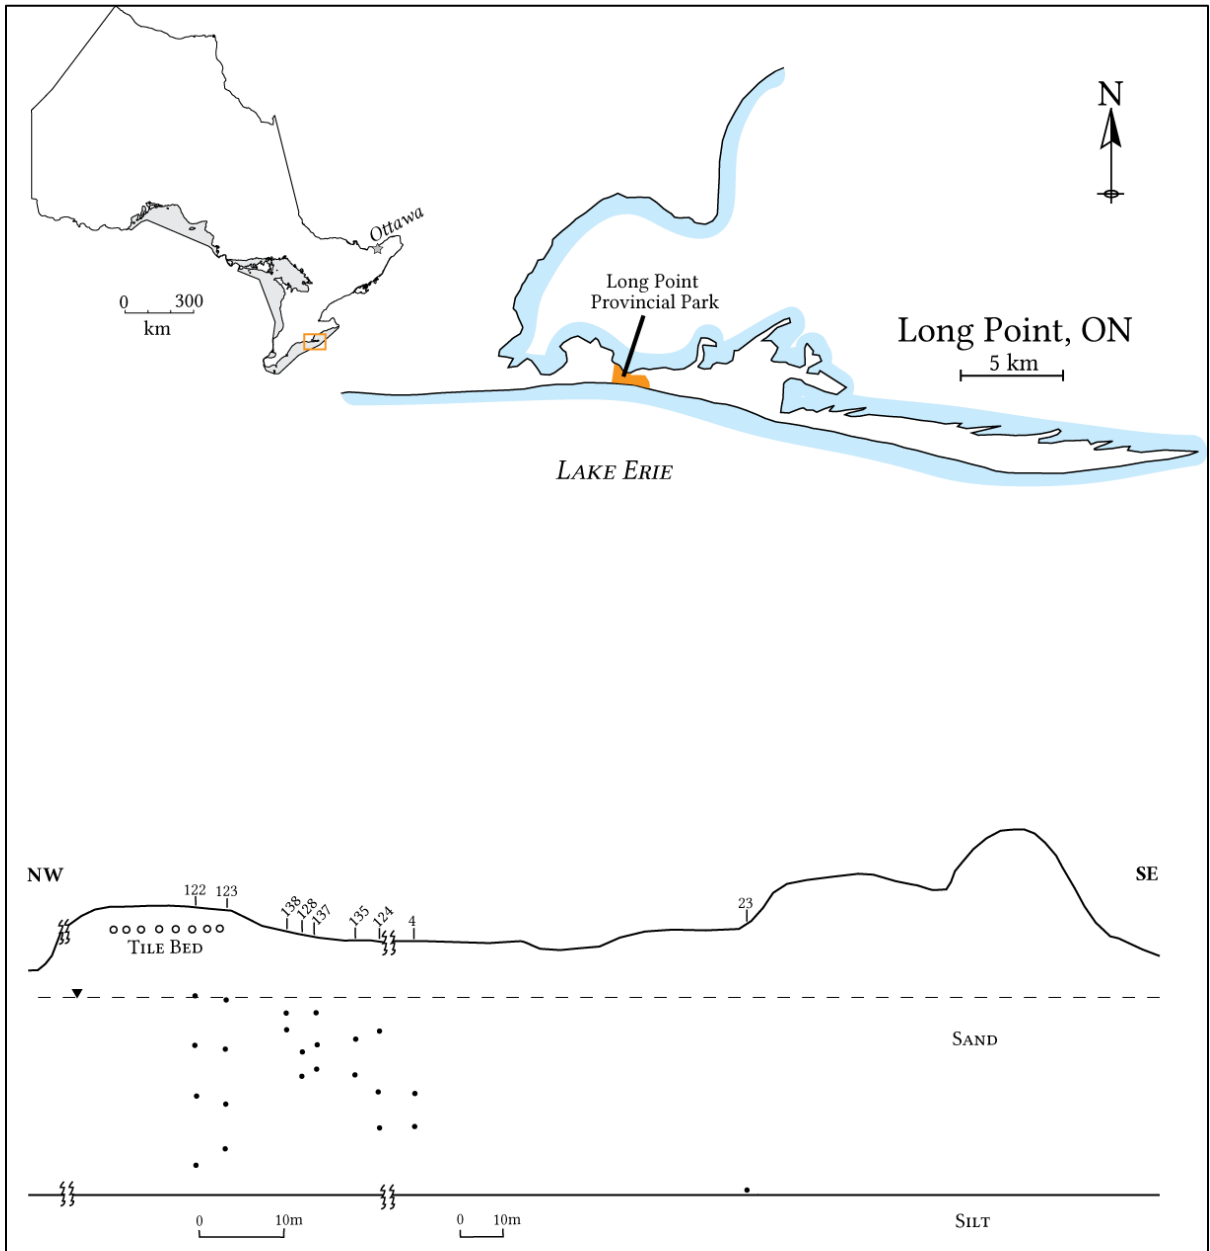 N
Ottawa
0 300
km
Long Point
Provincial Park
Long Point, ON
5 km
LAKE ERIE
NW
SE
122 123
138
128
137
135
124
4
23
TILE BED
SAND
0 10m
0 10m
SILT